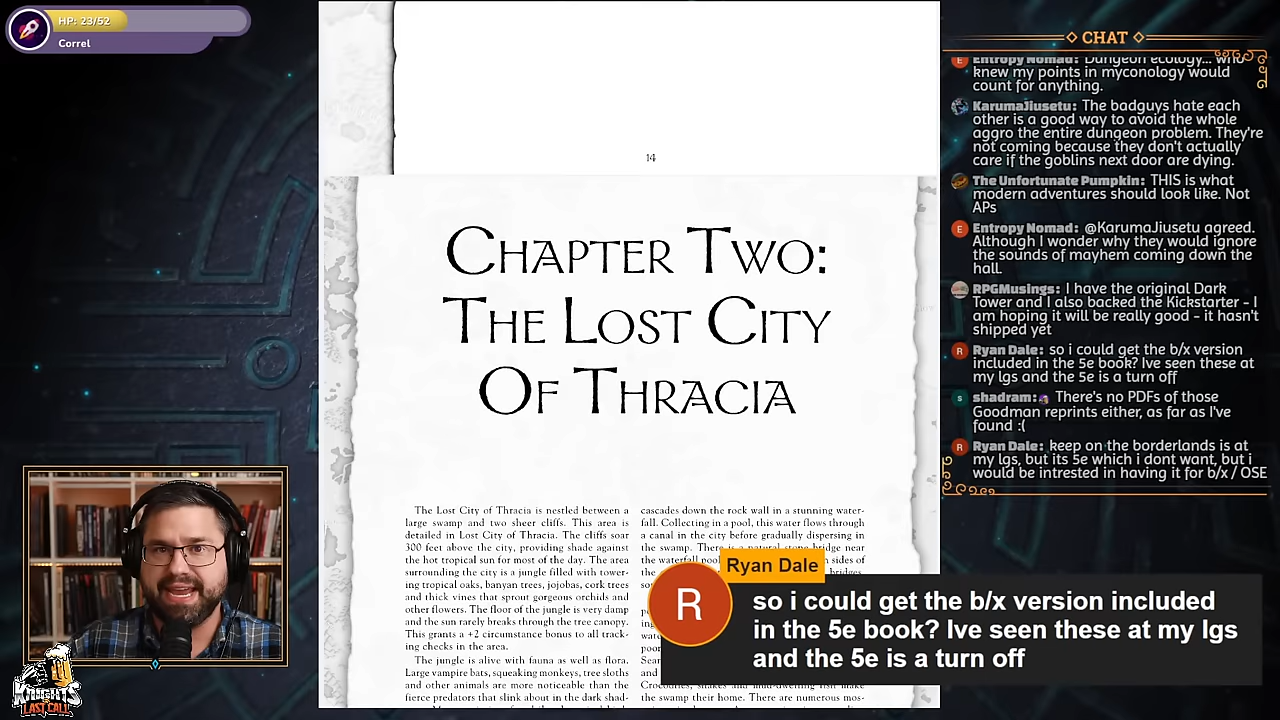 HP: 23/52
Correl
14
CHAPTER TWO:
THE LOST CITY
OF THRACIA
The Lost City of Thracia is nestled between a
large swamp and two sheer cliffs. This area is
detailed in Lost City of Thracia. The cliffs soar
300 feet above the city, providing shade against
the hot tropical sun for most of the day. The area
surrounding the city is a jungle filled with tower-
ing tropical oaks, banyan trees, jojobas, cork trees
and thick vines that sprout gorgeous orchids and
other flowers. The floor of the jungle is very damp
and the sun rarely breaks through the tree canopy.
This grants a +2 circumstance bonus to all track-
ing checks in the area.
The jungle is alive with fauna as well as flora.
Large vampire bats, squeaking monkeys, tree sloths
and other animals are more noticeable than the
fierce predators that slink about in the dark shad-
cascades down the rock wall in a stunning water-
fall. Collecting in a pool, this water flows through
a canal in the city before gradually dispersing in
the swamp. There is a natural stone bridge near
the waterfall pool
sides of
the
bridges,
the swamp their home. There are numerous mos-
CHAT
Entropy Nomad: Dungeon ecology... who
knew my points in myconology would
count for anything.
KarumaJiusetu: The badguys hate each
other is a good way to avoid the whole
aggro the entire dungeon problem. They're
not coming because they don't actually
care if the goblins next door are dying.
The Unfortunate Pumpkin: THIS is what
modern adventures should look like. Not
APs
Entropy Nomad: @KarumaJiusetu agreed.
Although I wonder why they would ignore
the sounds of mayhem coming down the
hall.
RPGMusings: I have the original Dark
Tower and I also backed the Kickstarter - I
am hoping it will be really good - it hasn't
shipped yet
R Ryan Dale: so i could get the b/x version
included in the 5e book? Ive seen these at
my lgs and the 5e is a turn off
s shadram: There's no PDFs of those
Goodman reprints either, as far as I've
found :(
R Ryan Dale: keep on the borderlands is at
my lgs, but its 5e which i dont want, but i
would be intrested in having it for b/x / OSE
Ryan Dale
R
so i could get the b/x version included
in the 5e book? Ive seen these at my lgs
and the 5e is a turn off
KNIGHTS
LAST CALL